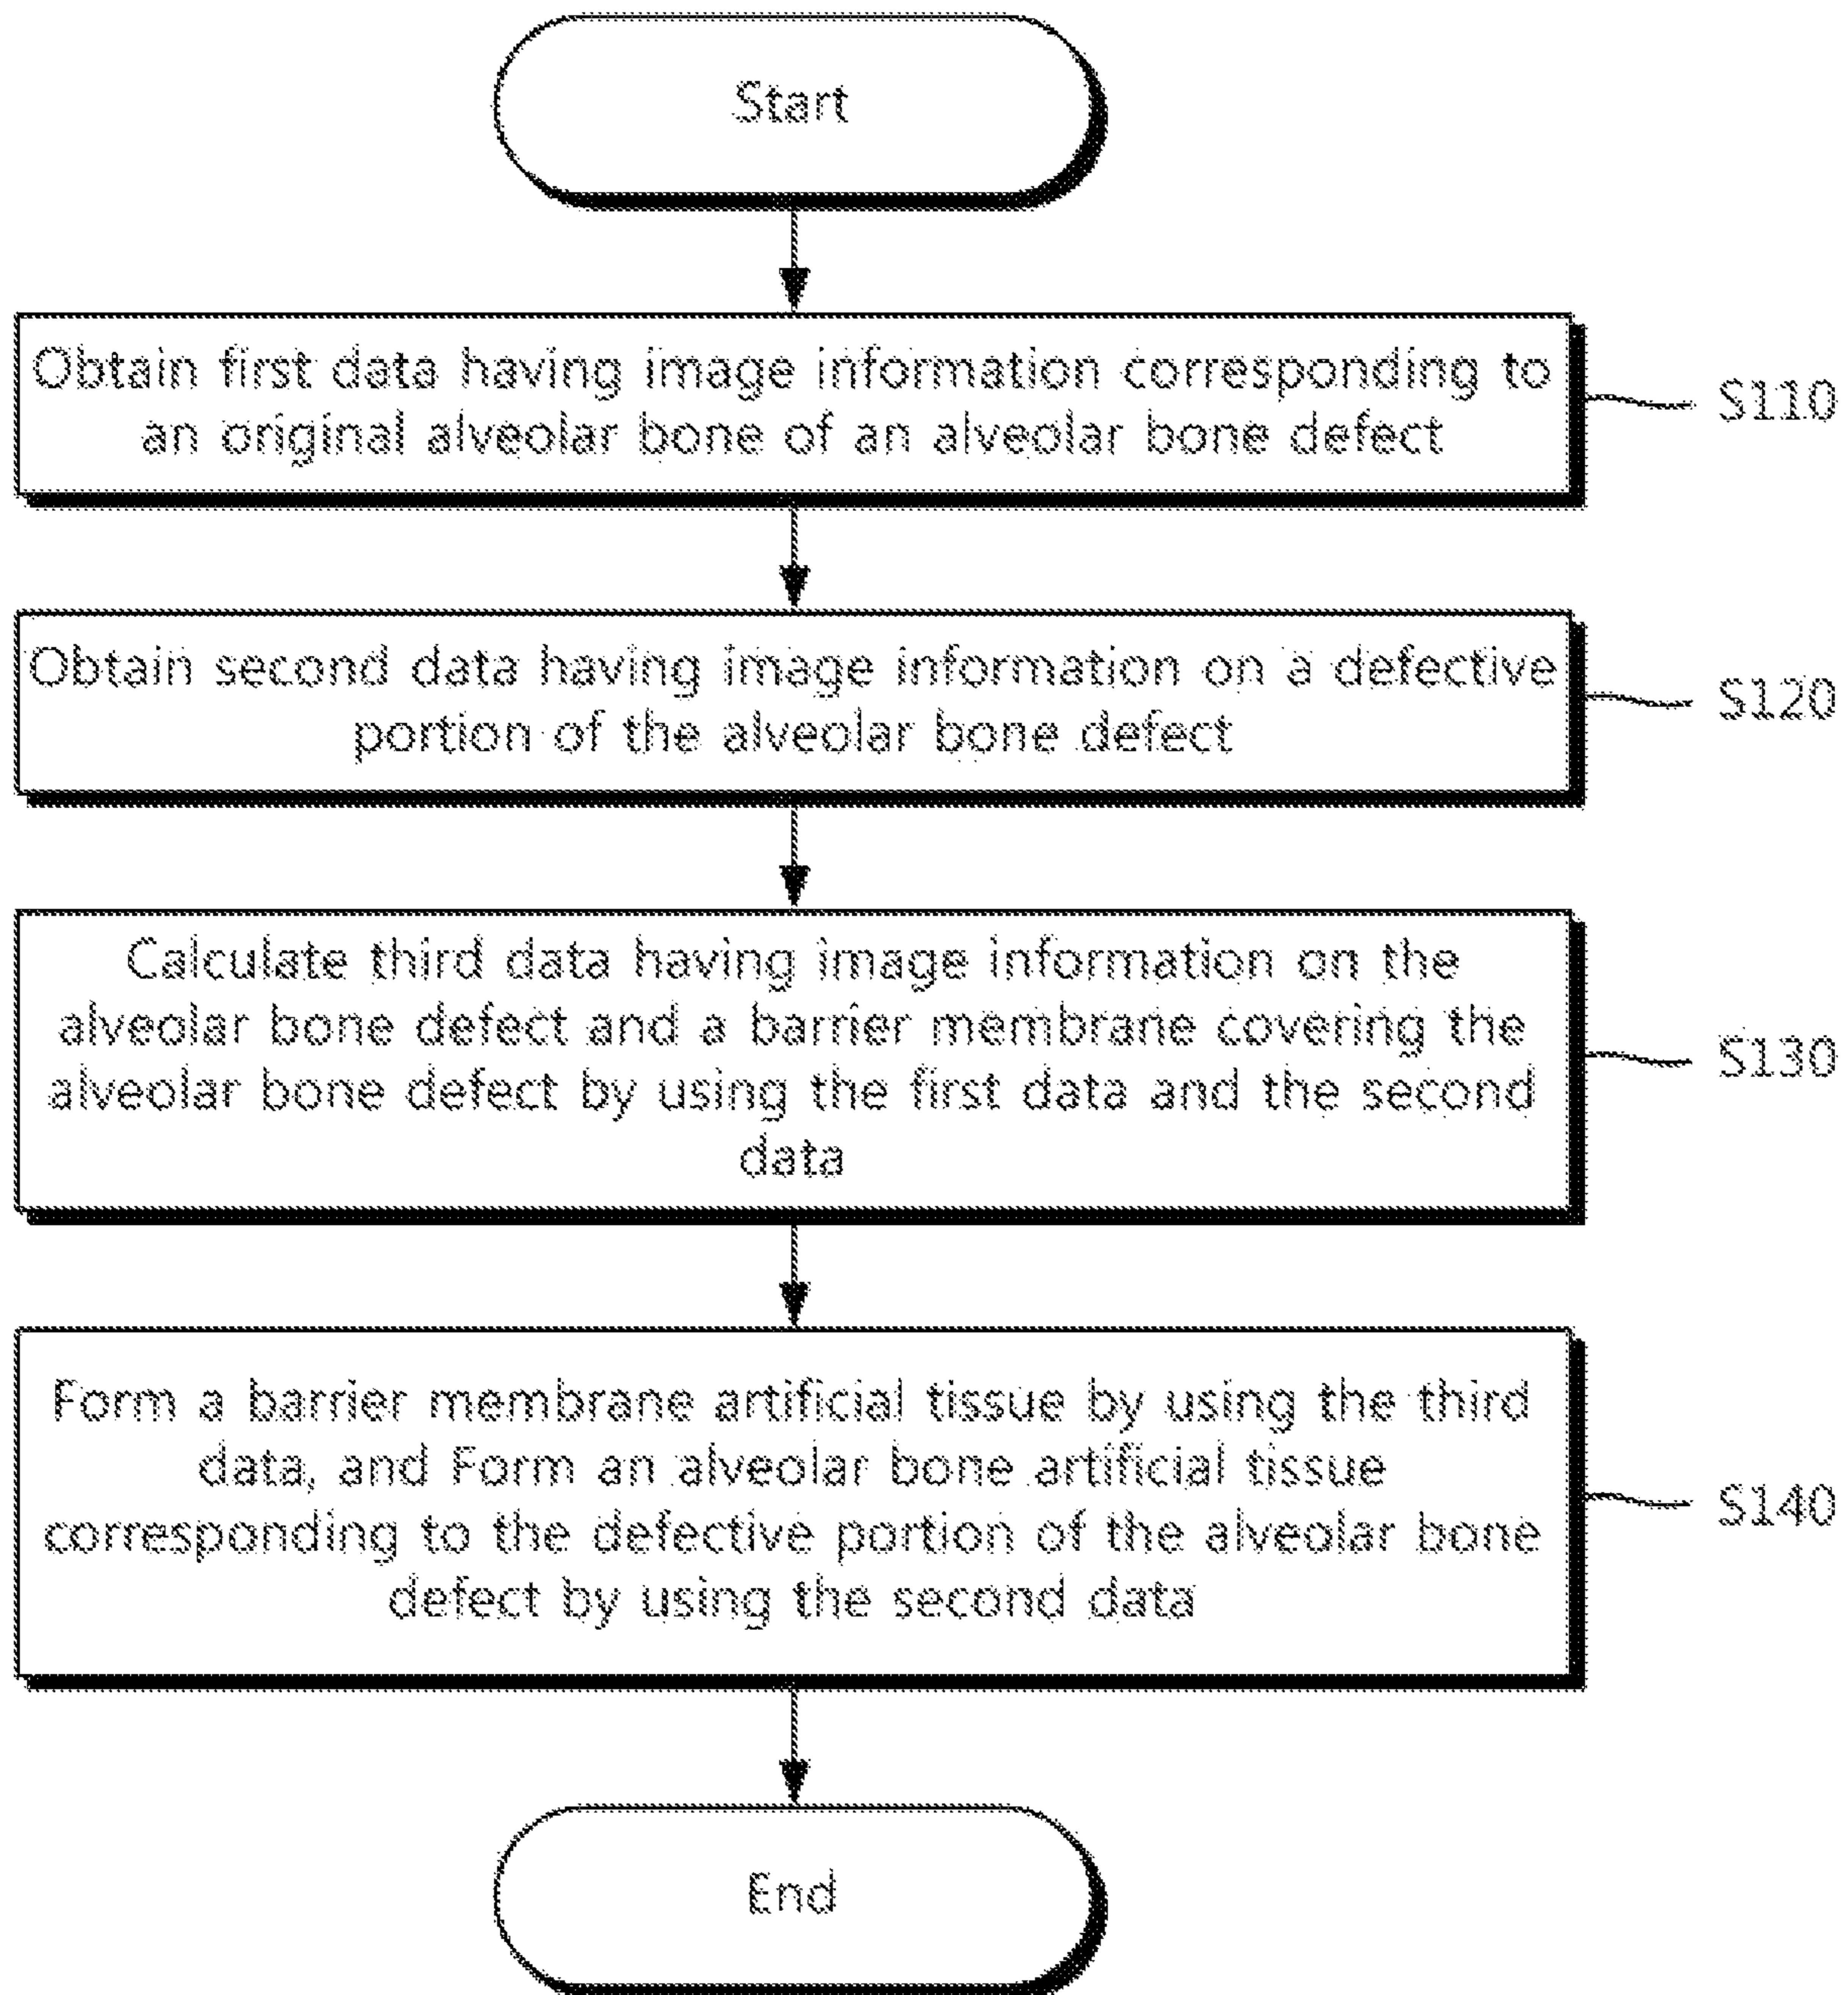 Start
Obtain first data having image information corresponding to
an original alveolar bone of an alveolar bone defect
S110
Obtain second data having image information on a defective
portion of the alveolar bone defect
S120
Calculate third data having image information on the
alveolar bone defect and a barrier membrane covering the
alveolar bone defect by using the first data and the second
data
S130
Form a barrier membrane artificial tissue by using the third
data, and Form an alveolar bone artificial tissue
corresponding to the defective portion of the alveolar bone
defect by using the second data
S140
End